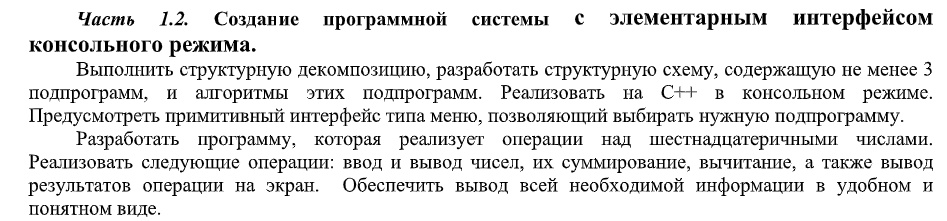 Часть 1.2. Создание программной системы с элементарным интерфейсом
консольного режима.
Выполнить структурную декомпозицию, разработать структурную схему, содержащую не менее 3
подпрограмм, и алгоритмы этих подпрограмм. Реализовать на С++ в консольном режиме.
Предусмотреть примитивный интерфейс типа меню, позволяющий выбирать нужную подпрограмму.
Разработать программу, которая реализует операции над шестнадцатеричными числами.
Реализовать следующие операции: ввод и вывод чисел, их суммирование, вычитание, а также вывод
результатов операции на экран. Обеспечить вывод всей необходимой информации в удобном и
понятном виде.